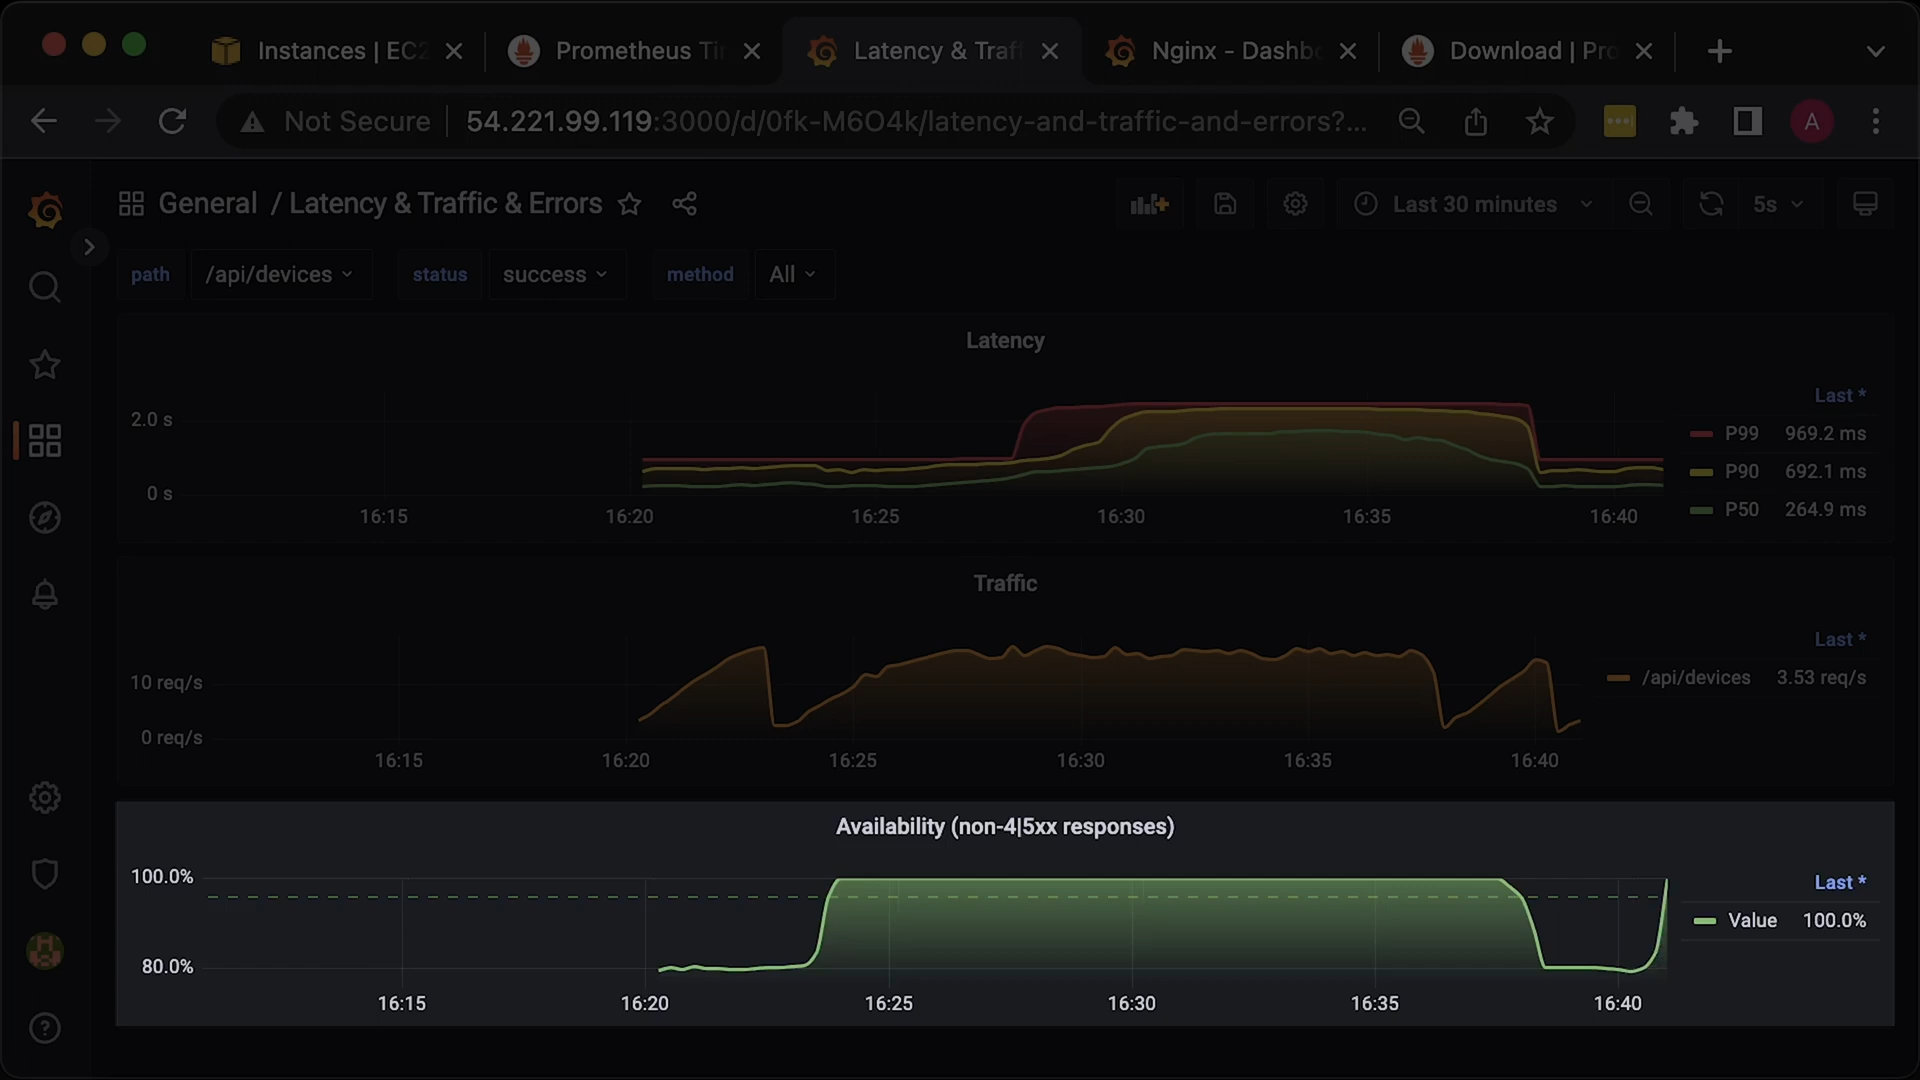 Instances | EC2
Prometheus Ti
Latency & Traf
Nginx - Dashb
Download | Pro
Not Secure
54.221.99.119:3000/d/0fk-M6O4k/latency-and-traffic-and-errors?...
A
General / Latency & Traffic & Errors
Last 30 minutes
5s
path
/api/devices
status
success
method
All
Latency
2.0 s
0 s
16:15
16:20
16:25
16:30
16:35
16:40
Last *
P99 969.2 ms
P90 692.1 ms
P50 264.9 ms
Traffic
10 req/s
0 req/s
16:15
16:20
16:25
16:30
16:35
16:40
Last *
/api/devices 3.53 req/s
Availability (non-4|5xx responses)
100.0%
80.0%
16:15
16:20
16:25
16:30
16:35
16:40
Last *
Value 100.0%